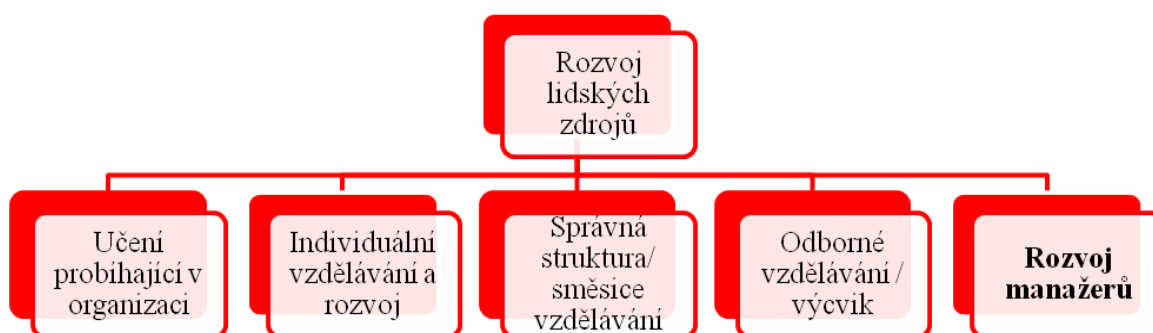 Rozvoj
lidských
zdrojů
Učení
probíhající v
organizaci
Individuální
vzdělávání a
rozvoj
Správná
struktura/
směsice
vzdělávání
Odborné
vzdělávání /
výcvik
Rozvoj
manažerů